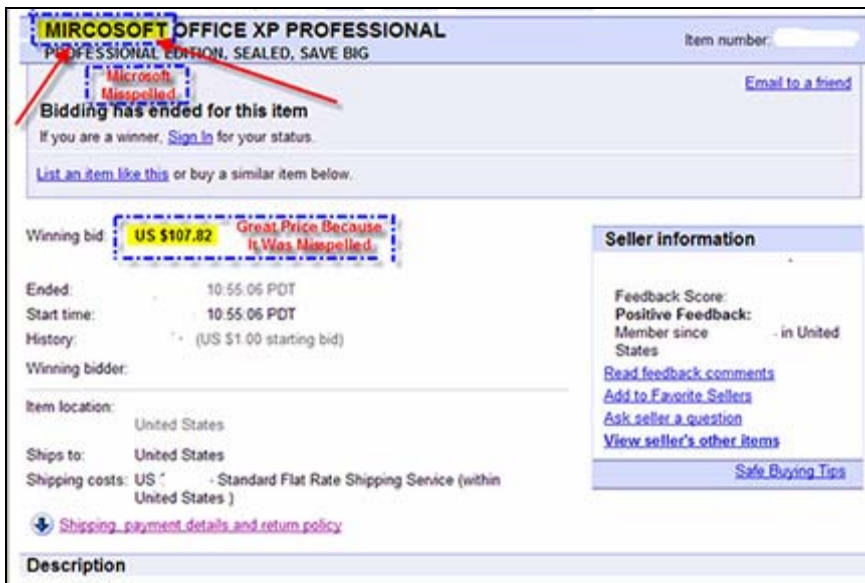 MIRCOSOFT OFFICE XP PROFESSIONAL
PROFESSIONAL EDITION, SEALED, SAVE BIG
Item number:
Microsoft
Misspelled
Email to a friend
Bidding has ended for this item
If you are a winner, Sign In for your status.
List an item like this or buy a similar item below.
Winning bid: US $107.82
Great Price Because
It Was Misspelled
Ended: 10:55:06 PDT
Start time: 10:55:06 PDT
History: (US $1.00 starting bid)
Winning bidder:
Item location:
United States
Ships to: United States
Shipping costs: US - Standard Flat Rate Shipping Service (within
United States )
Shipping, payment details and return policy
Seller information
Feedback Score:
Positive Feedback:
Member since - in United
States
Read feedback comments
Add to Favorite Sellers
Ask seller a question
View seller's other items
Safe Buying Tips
Description